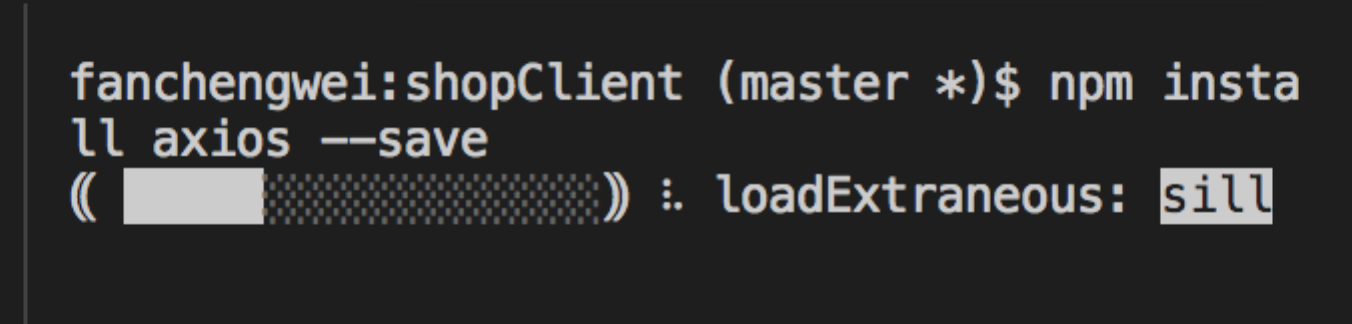 fanchengwei:shopClient (master *)$ npm insta
ll axios --save
⸨ █████░░░░░░░░░░░░⸩ ⠧ loadExtraneous: sill